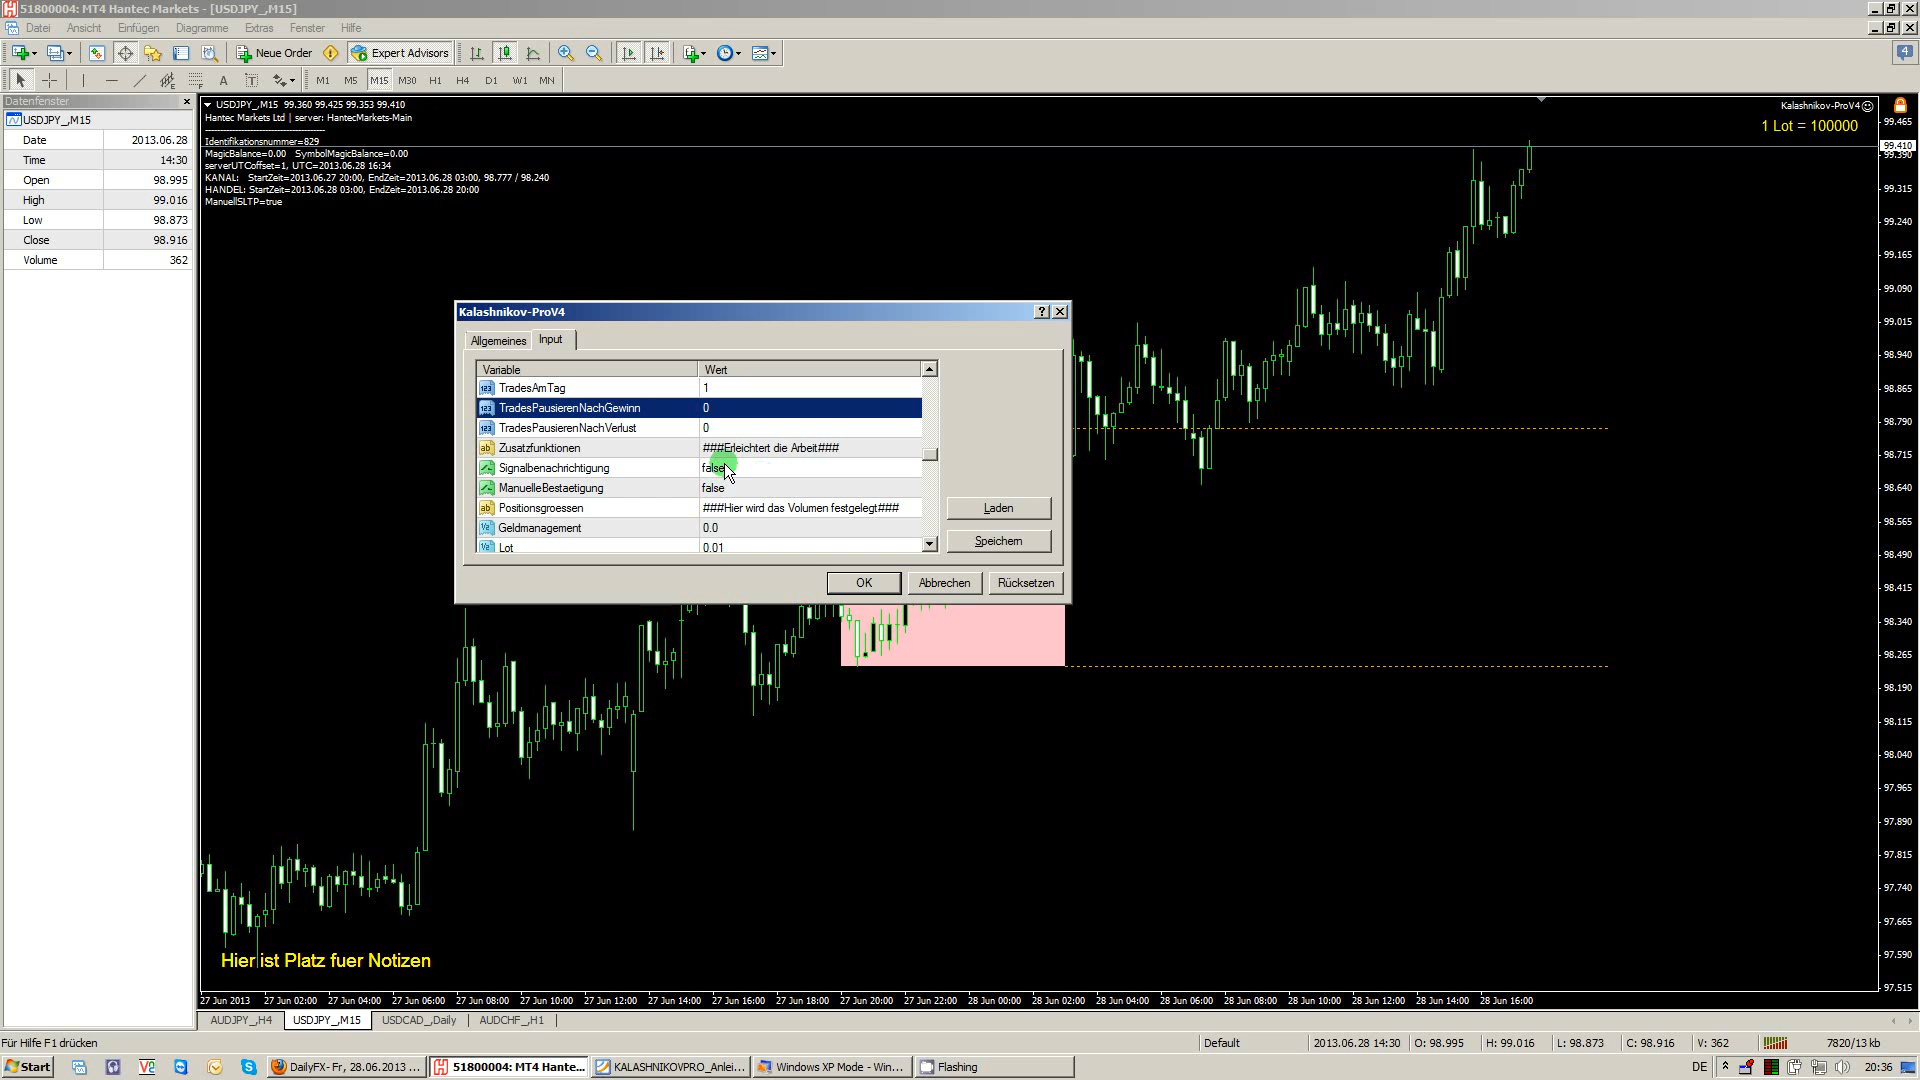 51800004: MT4 Hantec Markets - [USDJPY_,M15]
Datei Ansicht Einfügen Diagramme Extras Fenster Hilfe
Neue Order Expert Advisors
4
A T M1 M5 M15 M30 H1 H4 D1 W1 MN
Datenfenster
USDJPY_,M15
Date 2013.06.28
Time 14:30
Open 98.995
High 99.016
Low 98.873
Close 98.916
Volume 362
USDJPY_,M15 99.360 99.425 99.353 99.410
Hantec Markets Ltd | server: HantecMarkets-Main
Identifikationsnummer=829
MagicBalance=0.00 SymbolMagicBalance=0.00
serverUTCoffset=1, UTC=2013.06.28 16:34
KANAL: StartZeit=2013.06.27 20:00, EndZeit=2013.06.28 03:00, 98.777 / 98.240
HANDEL: StartZeit=2013.06.28 03:00, EndZeit=2013.06.28 20:00
ManuellSLTP=true
Kalashnikov-ProV4
1 Lot = 100000
99.465
99.410
99.390
99.315
99.240
99.165
99.090
99.015
98.940
98.865
98.790
98.715
98.640
98.565
98.490
98.415
98.340
98.265
98.190
98.115
98.040
97.965
97.890
97.815
97.740
97.665
97.590
97.515
Kalashnikov-ProV4
Allgemeines Input
Variable Wert
TradesAmTag 1
TradesPausierenNachGewinn 0
TradesPausierenNachVerlust 0
Zusatzfunktionen ###Erleichtert die Arbeit###
Signalbenachrichtigung false
ManuelleBestaetigung false
Positionsgroessen ###Hier wird das Volumen festgelegt###
Geldmanagement 0.0
Lot 0.01
Laden
Speichern
OK Abbrechen Rücksetzen
Hier ist Platz fuer Notizen
27 Jun 2013 27 Jun 02:00 27 Jun 04:00 27 Jun 06:00 27 Jun 08:00 27 Jun 10:00 27 Jun 12:00 27 Jun 14:00 27 Jun 16:00 27 Jun 18:00 27 Jun 20:00 27 Jun 22:00 28 Jun 00:00 28 Jun 02:00 28 Jun 04:00 28 Jun 06:00 28 Jun 08:00 28 Jun 10:00 28 Jun 12:00 28 Jun 14:00 28 Jun 16:00
AUDJPY_,H4 USDJPY_,M15 USDCAD_,Daily AUDCHF_,H1
Für Hilfe F1 drücken Default 2013.06.28 14:30 O: 98.995 H: 99.016 L: 98.873 C: 98.916 V: 362 7820/13 kb
Start DailyFX - Fr, 28.06.2013 ... 51800004: MT4 Hante... KALASHNIKOVPRO_Anlei... Windows XP Mode - Win... Flashing DE 20:36